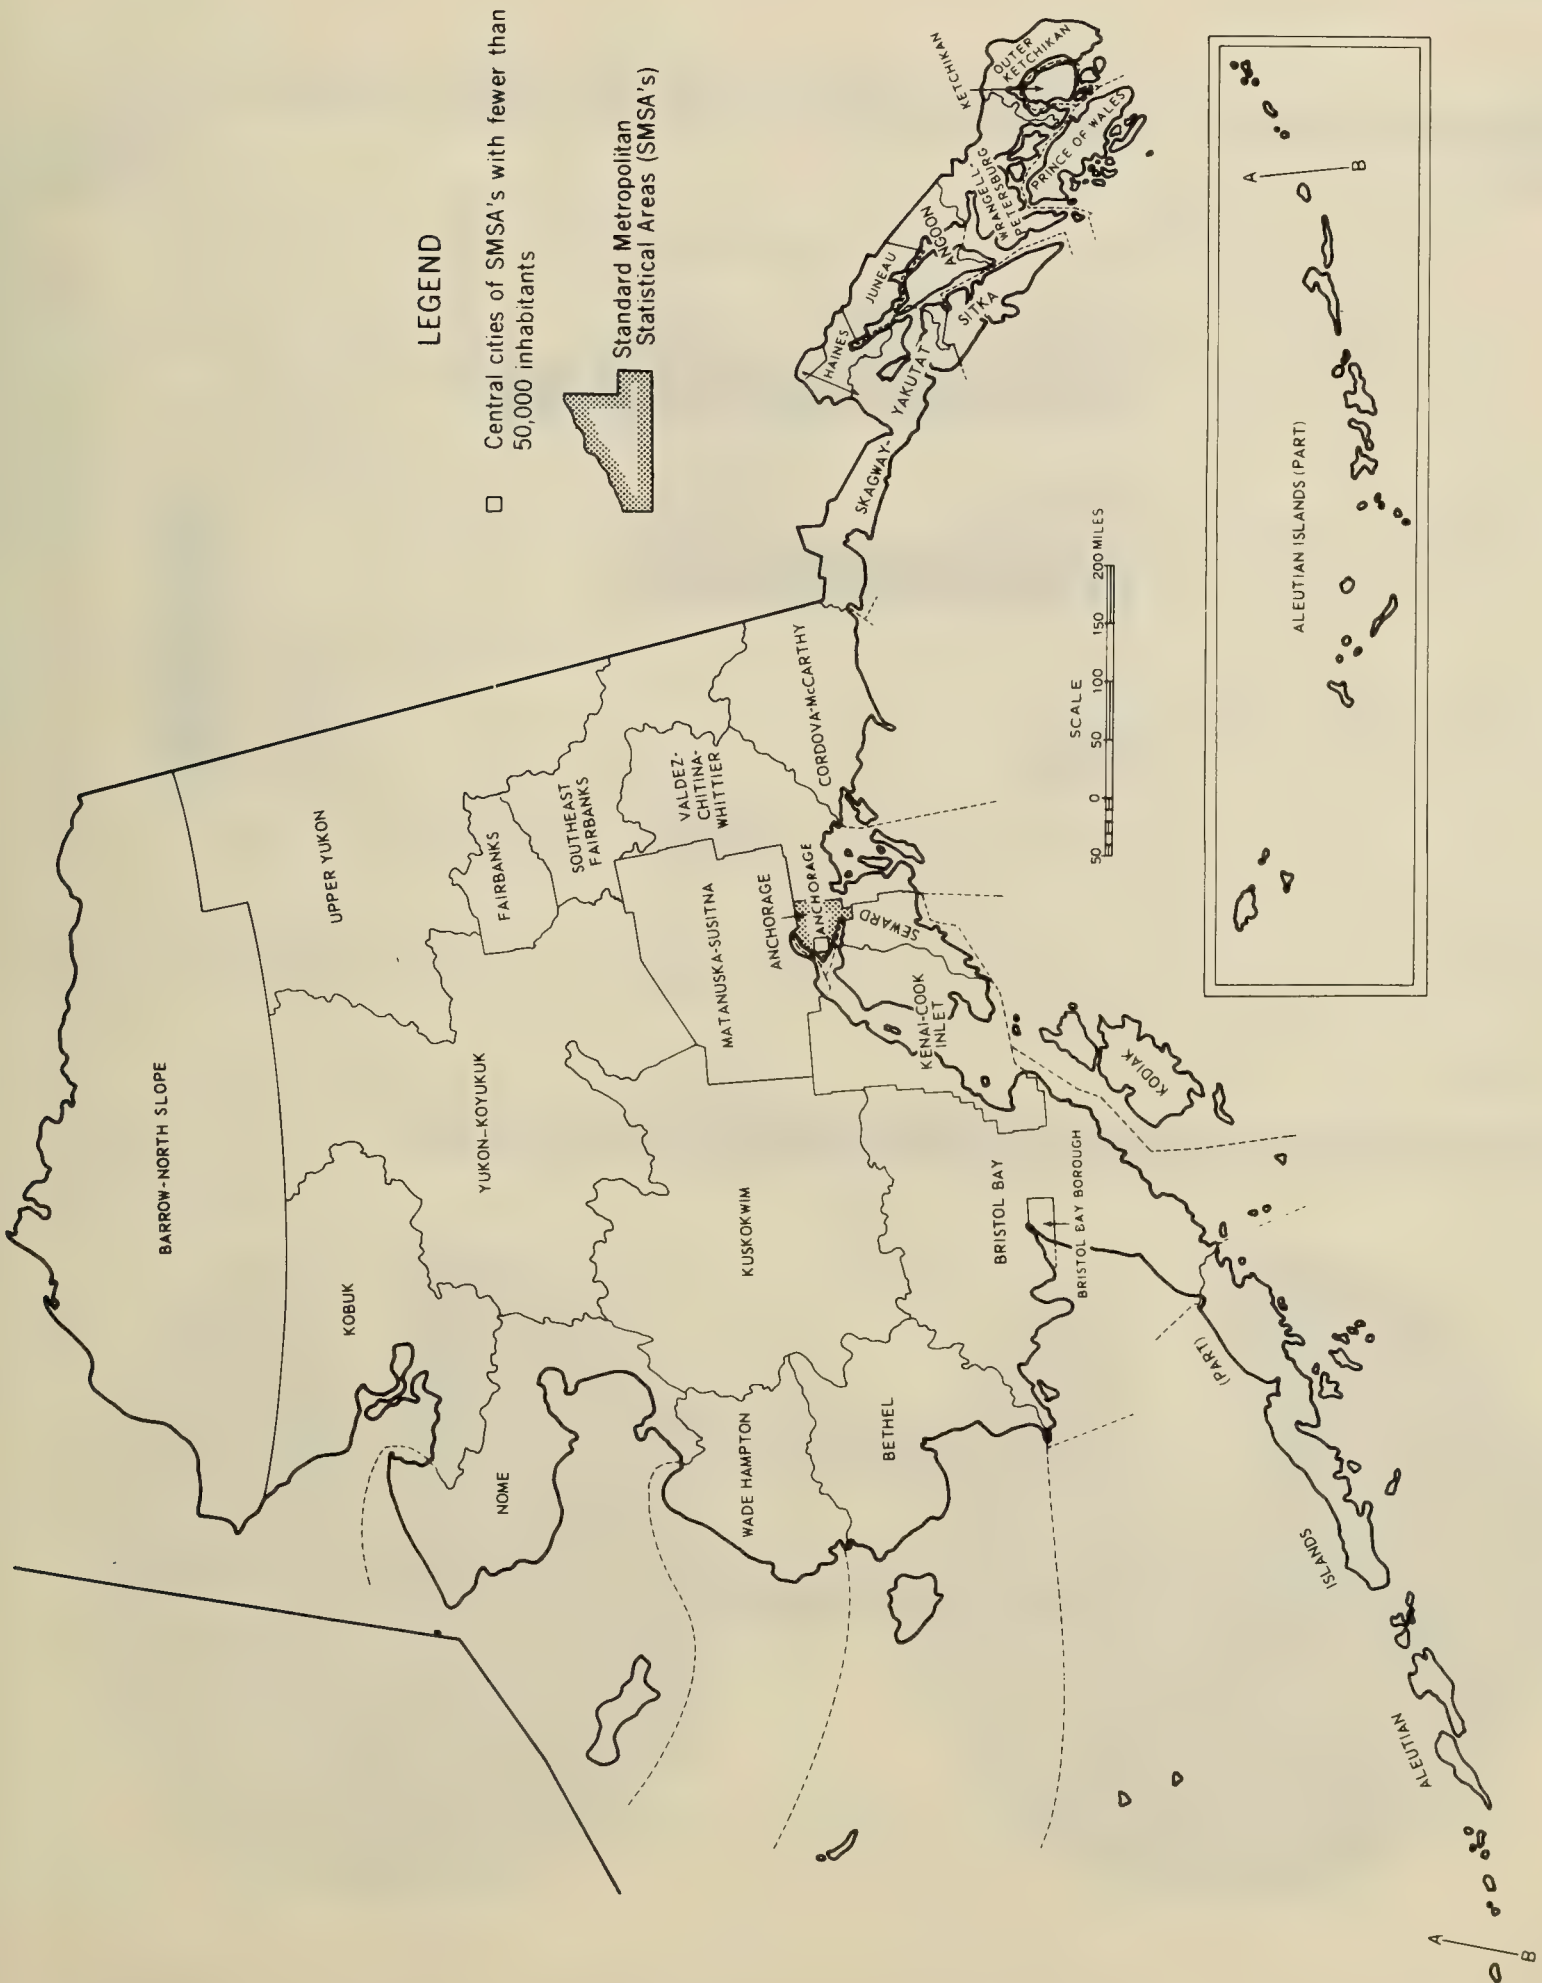 LEGEND
Central cities of SMSA's with fewer than
50,000 inhabitants
Standard Metropolitan
Statistical Areas (SMSA's)
BARROW-NORTH SLOPE
KOBUK
UPPER YUKON
YUKON-KOYUKUK
FAIRBANKS
SOUTHEAST
FAIRBANKS
NOME
WADE HAMPTON
KUSKOKWIM
MATANUSKA-SUSITNA
VALDEZ-
CHITINA-
WHITTIER
ANCHORAGE
ANCHORAGE
CORDOVA-McCARTHY
BETHEL
SEWARD
KENAI-COOK
INLET
BRISTOL BAY
BRISTOL BAY BOROUGH
KODIAK
SKAGWAY-
YAKUTAT
HAINES
JUNEAU
ANGOON
SITKA
WRANGELL-
PETERSBURG
PRINCE OF WALES
KETCHIKAN
OUTER
KETCHIKAN
ALEUTIAN
ISLANDS
(PART)
A
B
SCALE
50 0 50 100 150 200 MILES
ALEUTIAN ISLANDS (PART)
A
B